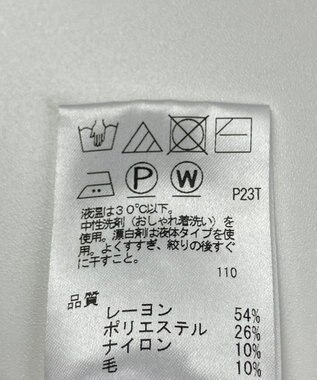 P W P23T
液温は30℃以下。
中性洗剤（おしゃれ着洗い）を
使用。漂白剤は液体タイプを使
用。よくすすぎ、絞りの後すぐ
に干すこと。
110
品質
レーヨン 54%
ポリエステル 26%
ナイロン 10%
毛 10%